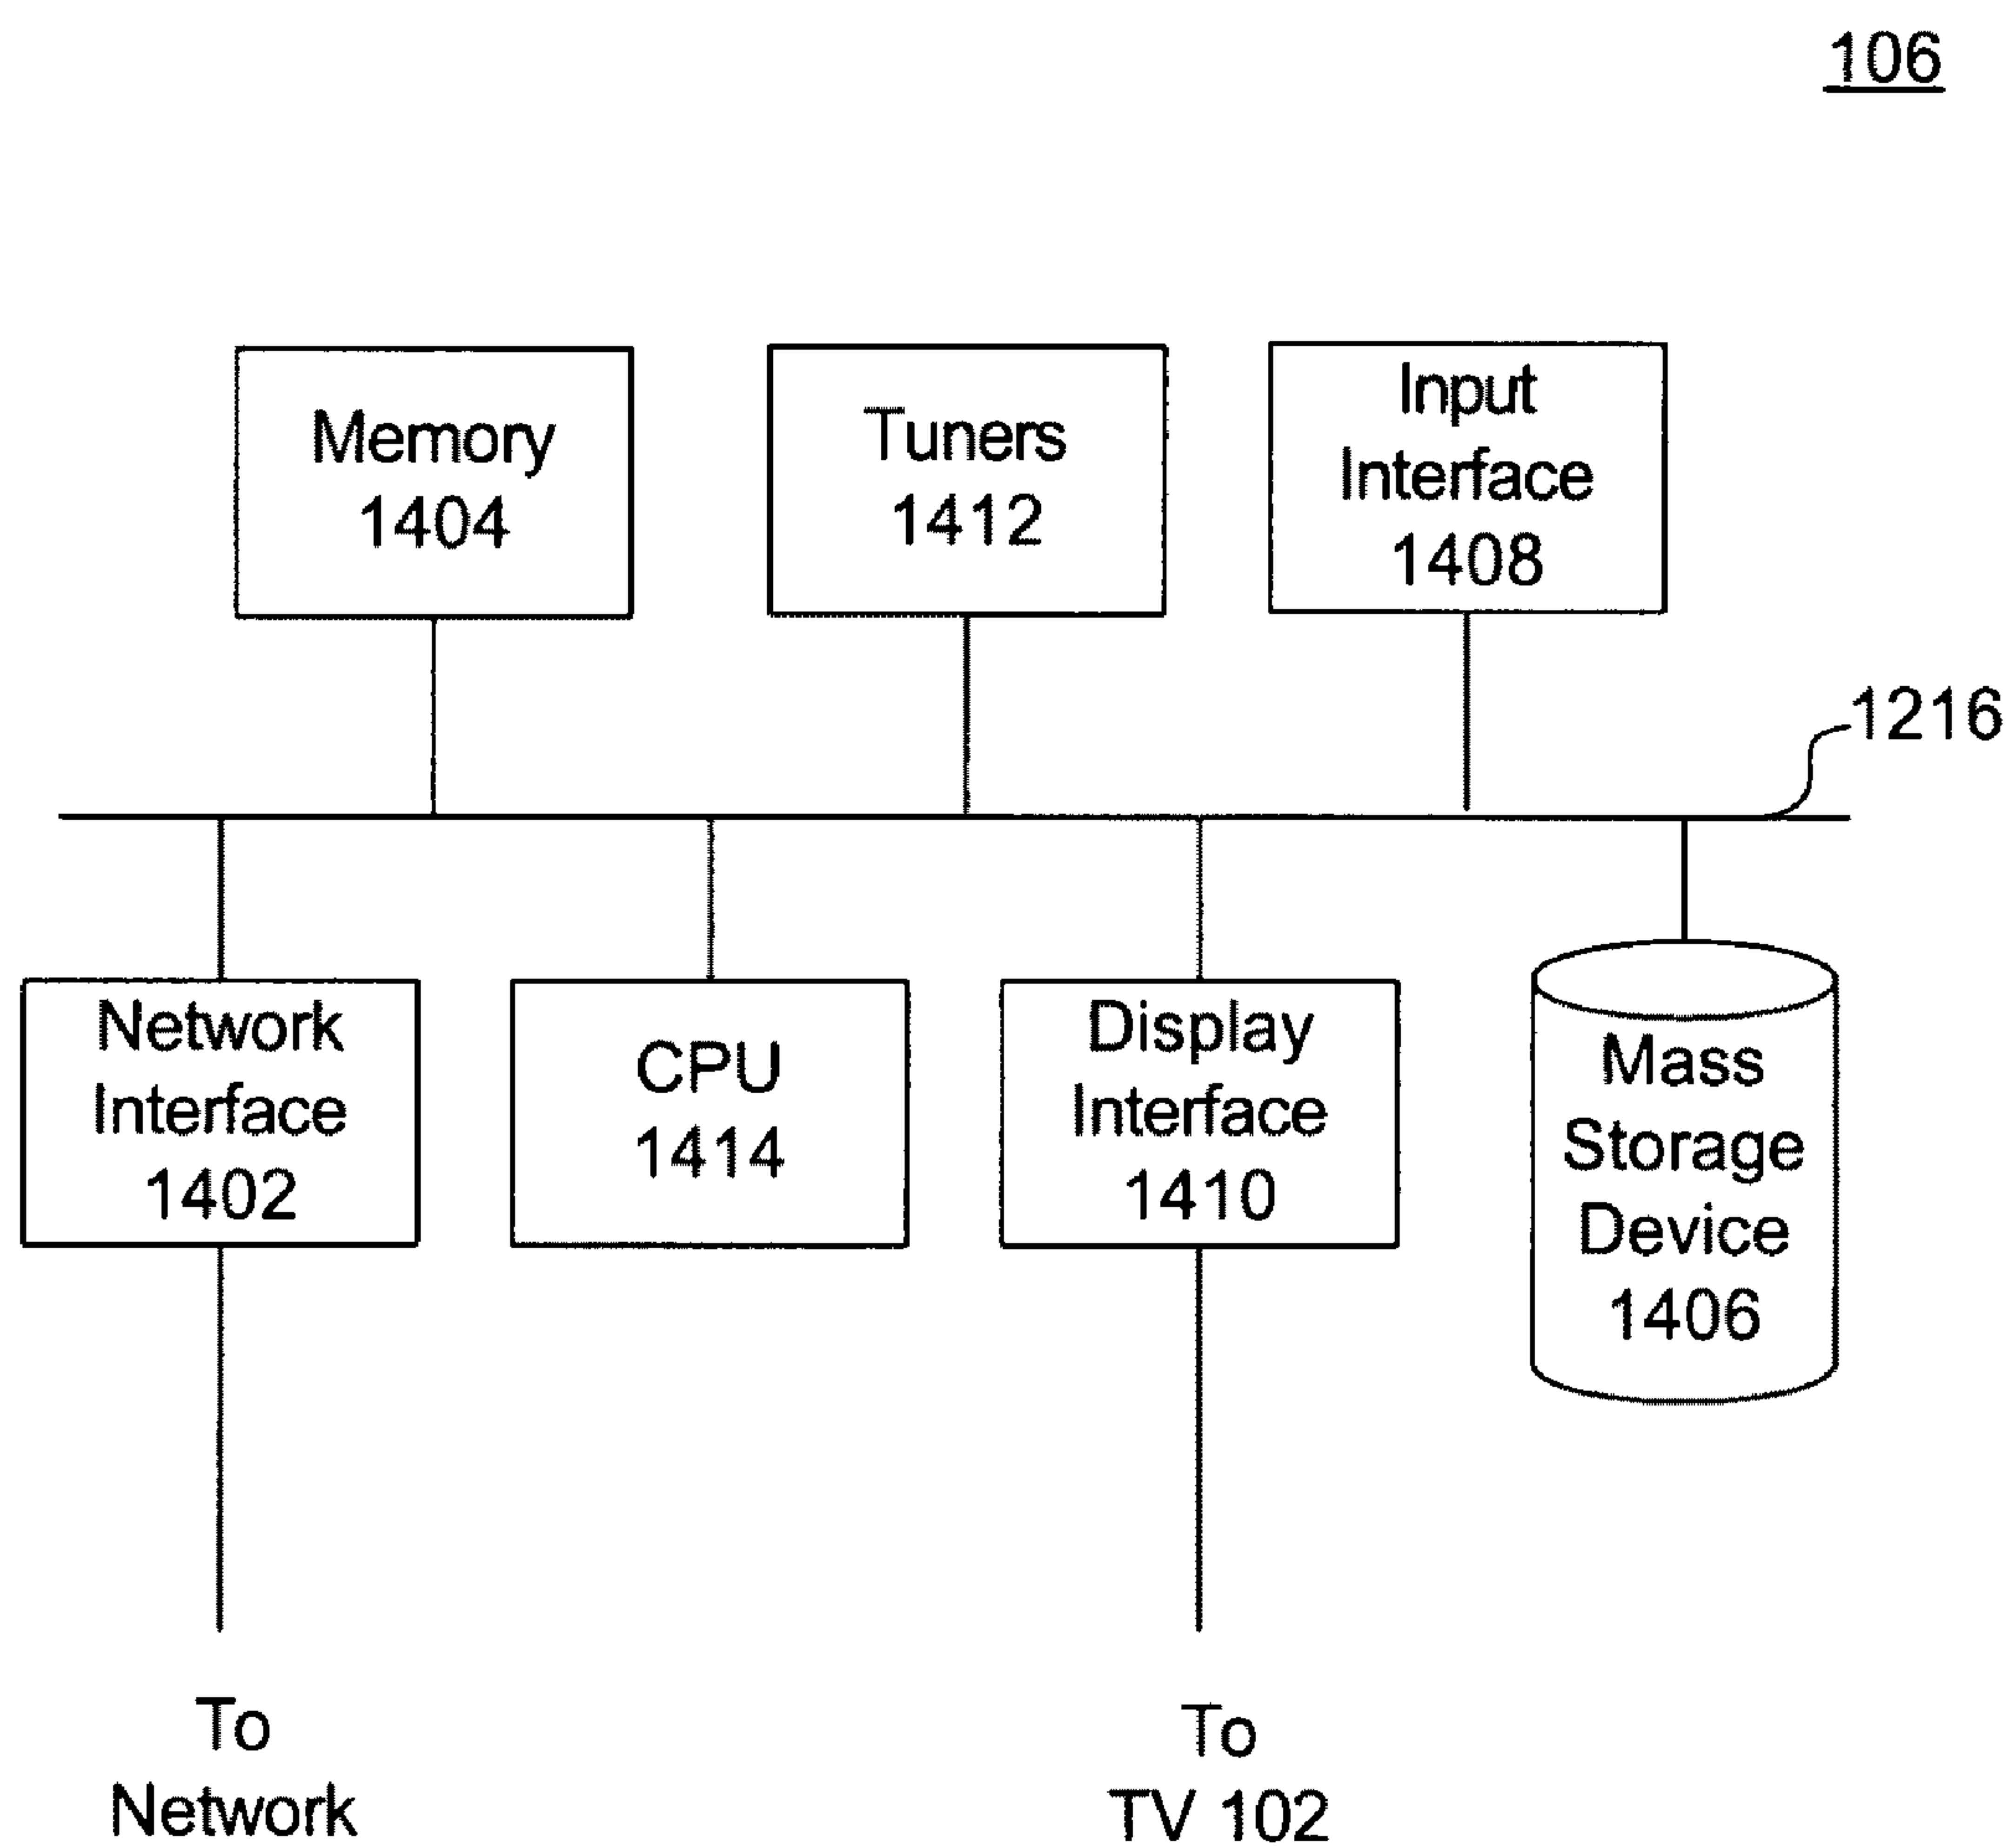 106
Memory
1404
Tuners
1412
Input
Interface
1408
1216
Network
Interface
1402
CPU
1414
Display
Interface
1410
Mass
Storage
Device
1406
To
Network
To
TV 102